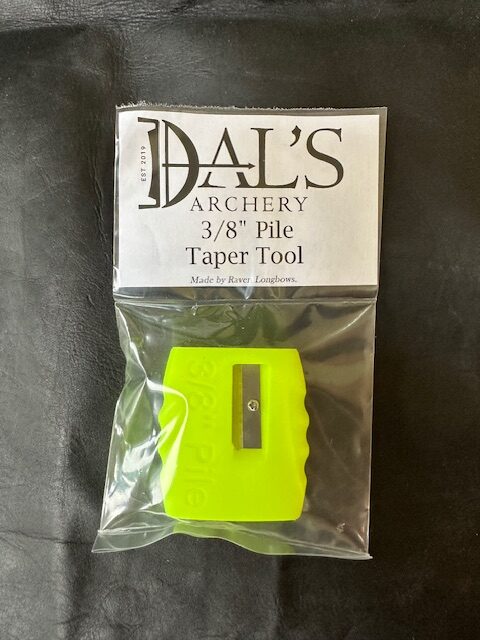 EST 2019
DAL'S
ARCHERY
3/8" Pile
Taper Tool
Made by Raven Longbows.
3/8" Pile